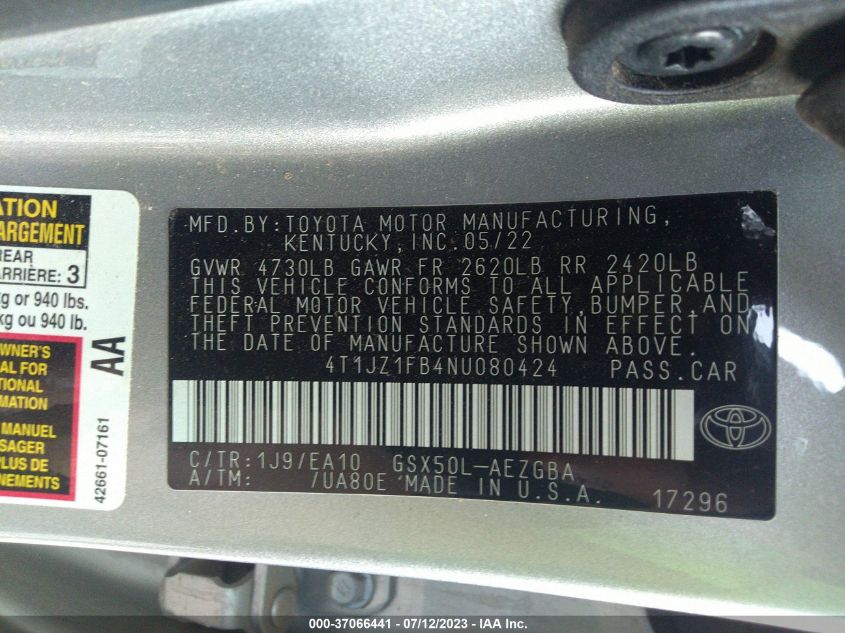 ATION
ARGEMENT
REAR
ARRIÈRE: 3
kg or 940 lbs.
kg ou 940 lb.
OWNER'S
AL FOR
TIONAL
RMATION
MANUEL
SAGER
DE
NEMENTS
AA
42661-07161
MFD.BY:TOYOTA MOTOR MANUFACTURING,
KENTUCKY,INC.05/22
GVWR 4730LB GAWR FR 2620LB RR 2420LB
THIS VEHICLE CONFORMS TO ALL APPLICABLE
FEDERAL MOTOR VEHICLE SAFETY,BUMPER,AND
THEFT PREVENTION STANDARDS IN EFFECT ON
THE DATE OF MANUFACTURE SHOWN ABOVE.
4T1JZ1FB4NU080424 PASS.CAR
C/TR:1J9/EA10 GSX50L-AEZGBA
A/TM: /UA80E MADE IN U.S.A. 17296
TOYOTA
000-37066441 - 07/12/2023 - IAA Inc.